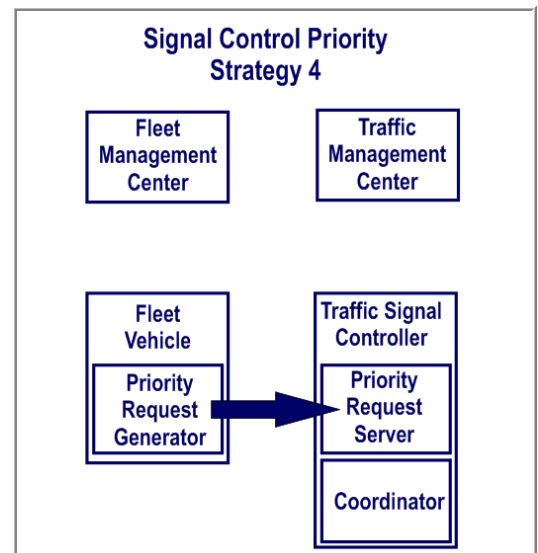 Signal Control Priority
Strategy 4
Fleet
Management
Center
Traffic
Management
Center
Fleet
Vehicle
Priority
Request
Generator
Traffic Signal
Controller
Priority
Request
Server
Coordinator